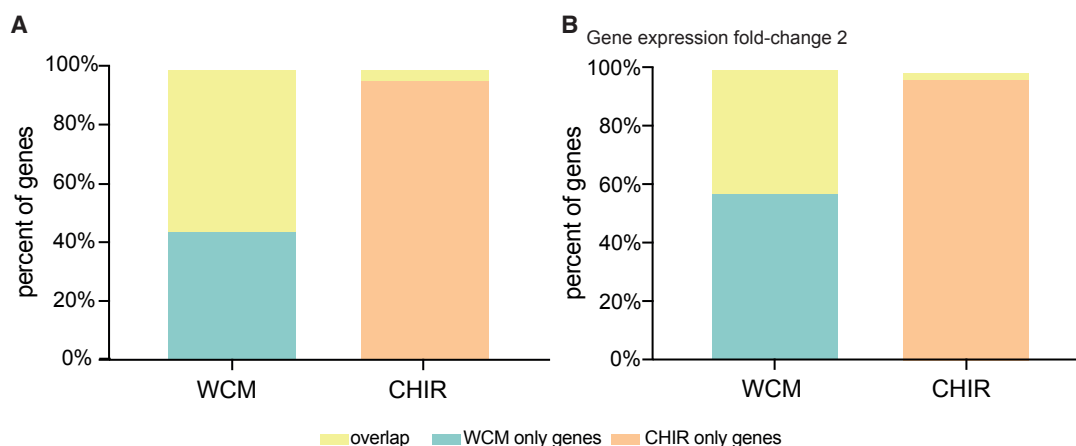 A
percent of genes
100%
80%
60%
40%
20%
0%
WCM
CHIR
B
Gene expression fold-change 2
percent of genes
100%
80%
60%
40%
20%
0%
WCM
CHIR
overlap
WCM only genes
CHIR only genes